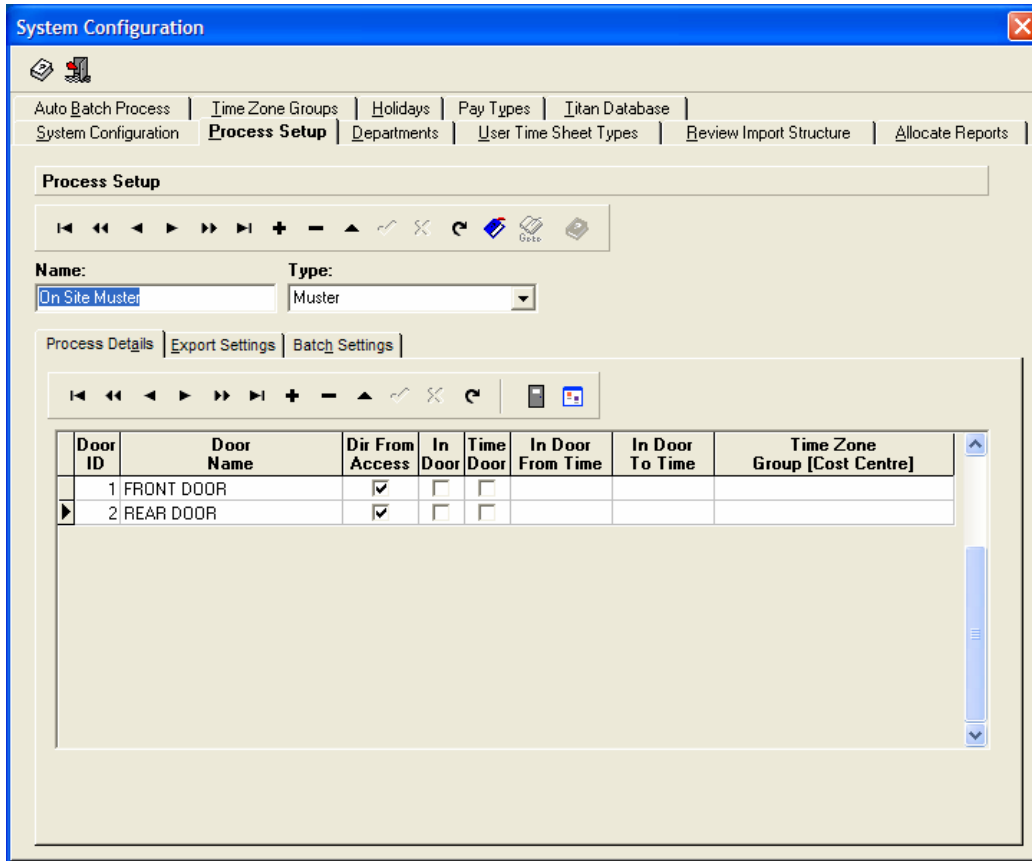 System Configuration
Auto Batch Process Time Zone Groups Holidays Pay Types Titan Database
System Configuration Process Setup Departments User Time Sheet Types Review Import Structure Allocate Reports
Process Setup
Goto
Name: Type:
On Site Muster Muster
Process Details Export Settings Batch Settings
Door ID Door Name Dir From Access In Door Time Door In Door From Time In Door To Time Time Zone Group [Cost Centre]
1 FRONT DOOR
2 REAR DOOR